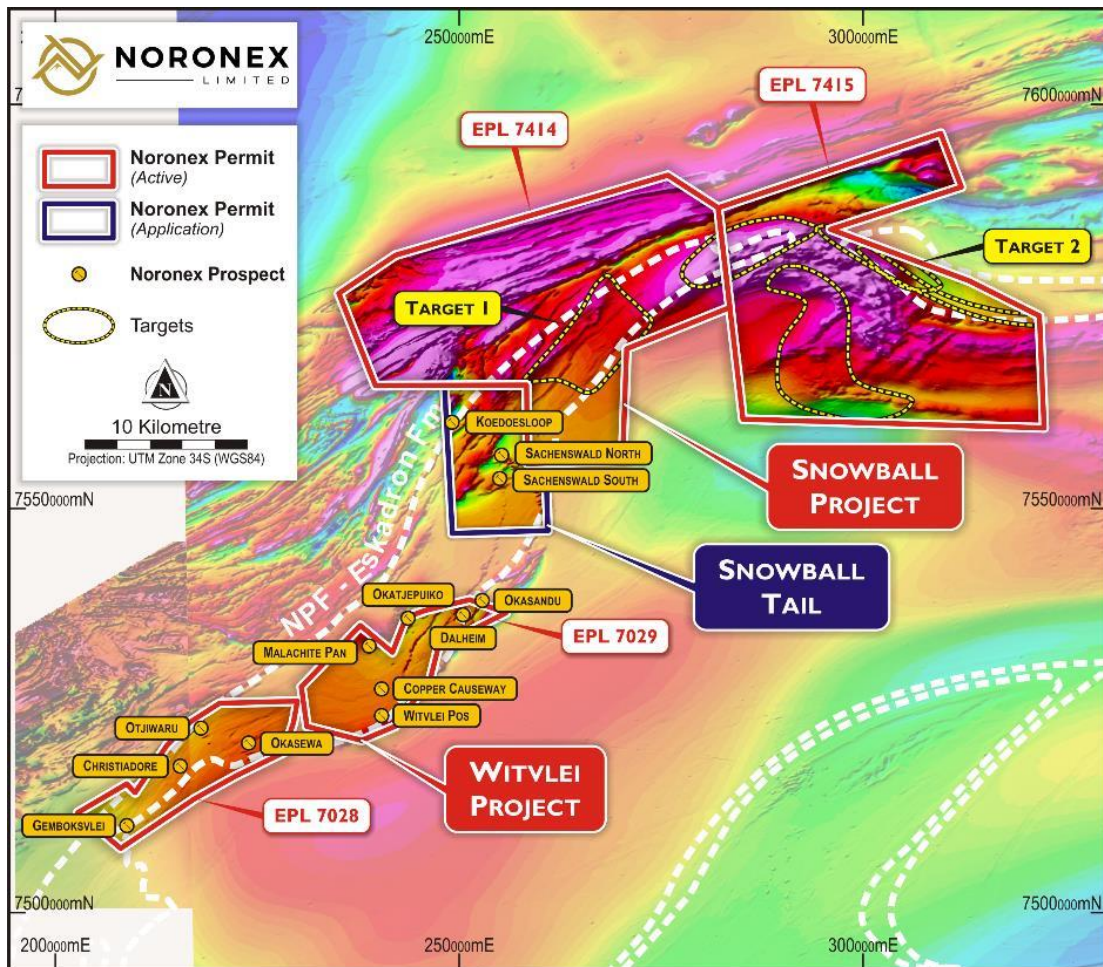 250000mE
300000mE
NORONEX
LIMITED
7600000mN
EPL 7414
EPL 7415
Noronex Permit
(Active)
Noronex Permit
(Application)
Noronex Prospect
Targets
N
10 Kilometre
Projection: UTM Zone 34S (WGS84)
TARGET 1
TARGET 2
KOEDOESLOOP
SACHENSWALD NORTH
SACHENSWALD SOUTH
SNOWBALL
PROJECT
7550000mN
7550000mN
NPF - Eskadron Fm
SNOWBALL
TAIL
OKATJEPUIKO
OKASANDU
DALHEIM
EPL 7029
MALACHITE PAN
COPPER CAUSEWAY
WITVLEI POS
OTJIWARU
OKASEWA
CHRISTIADORE
WITVLEI
PROJECT
EPL 7028
GEMBOKSVLEI
7500000mN
7500000mN
200000mE
250000mE
300000mE